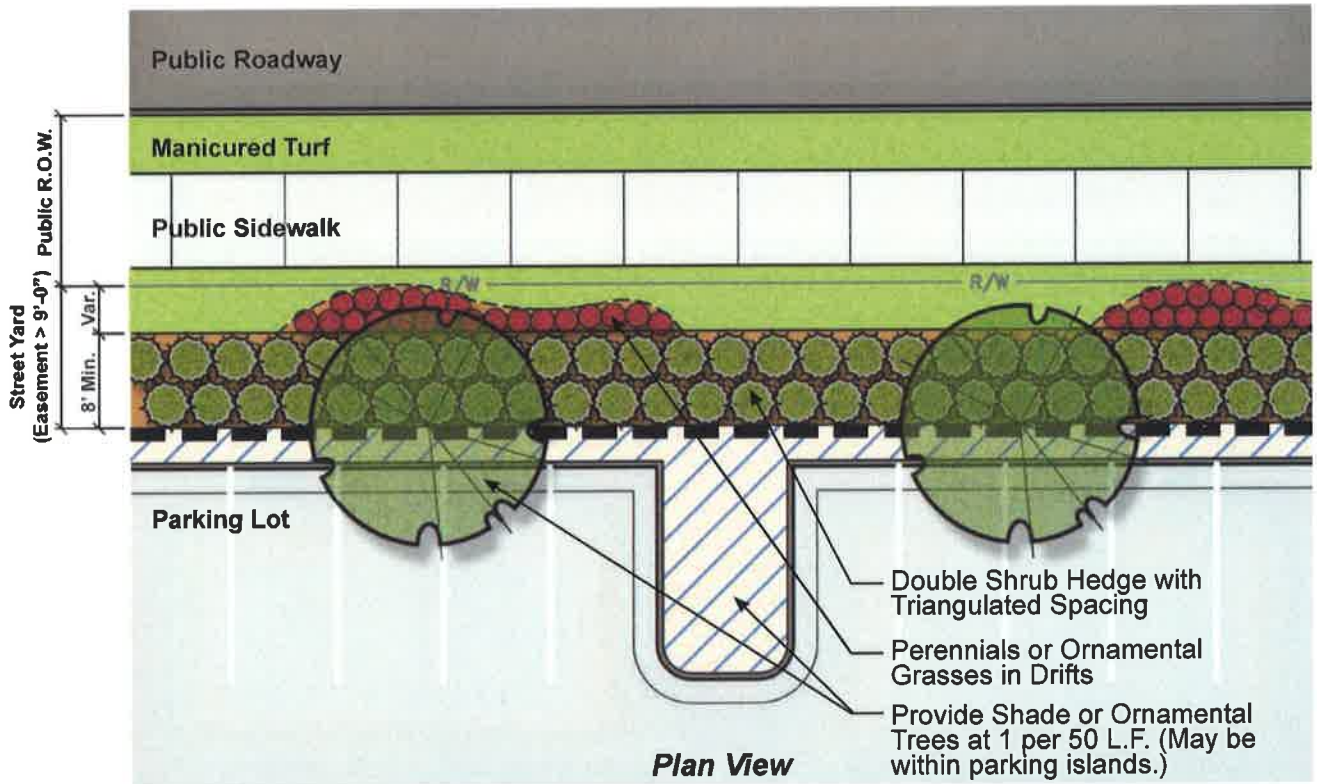 Public Roadway
Manicured Turf
Public Sidewalk
R/W
R/W
Public R.O.W.
Street Yard
(Easement > 9'-0")
Var.
8' Min.
Parking Lot
Double Shrub Hedge with
Triangulated Spacing
Perennials or Ornamental
Grasses in Drifts
Provide Shade or Ornamental
Trees at 1 per 50 L.F. (May be
within parking islands.)
Plan View